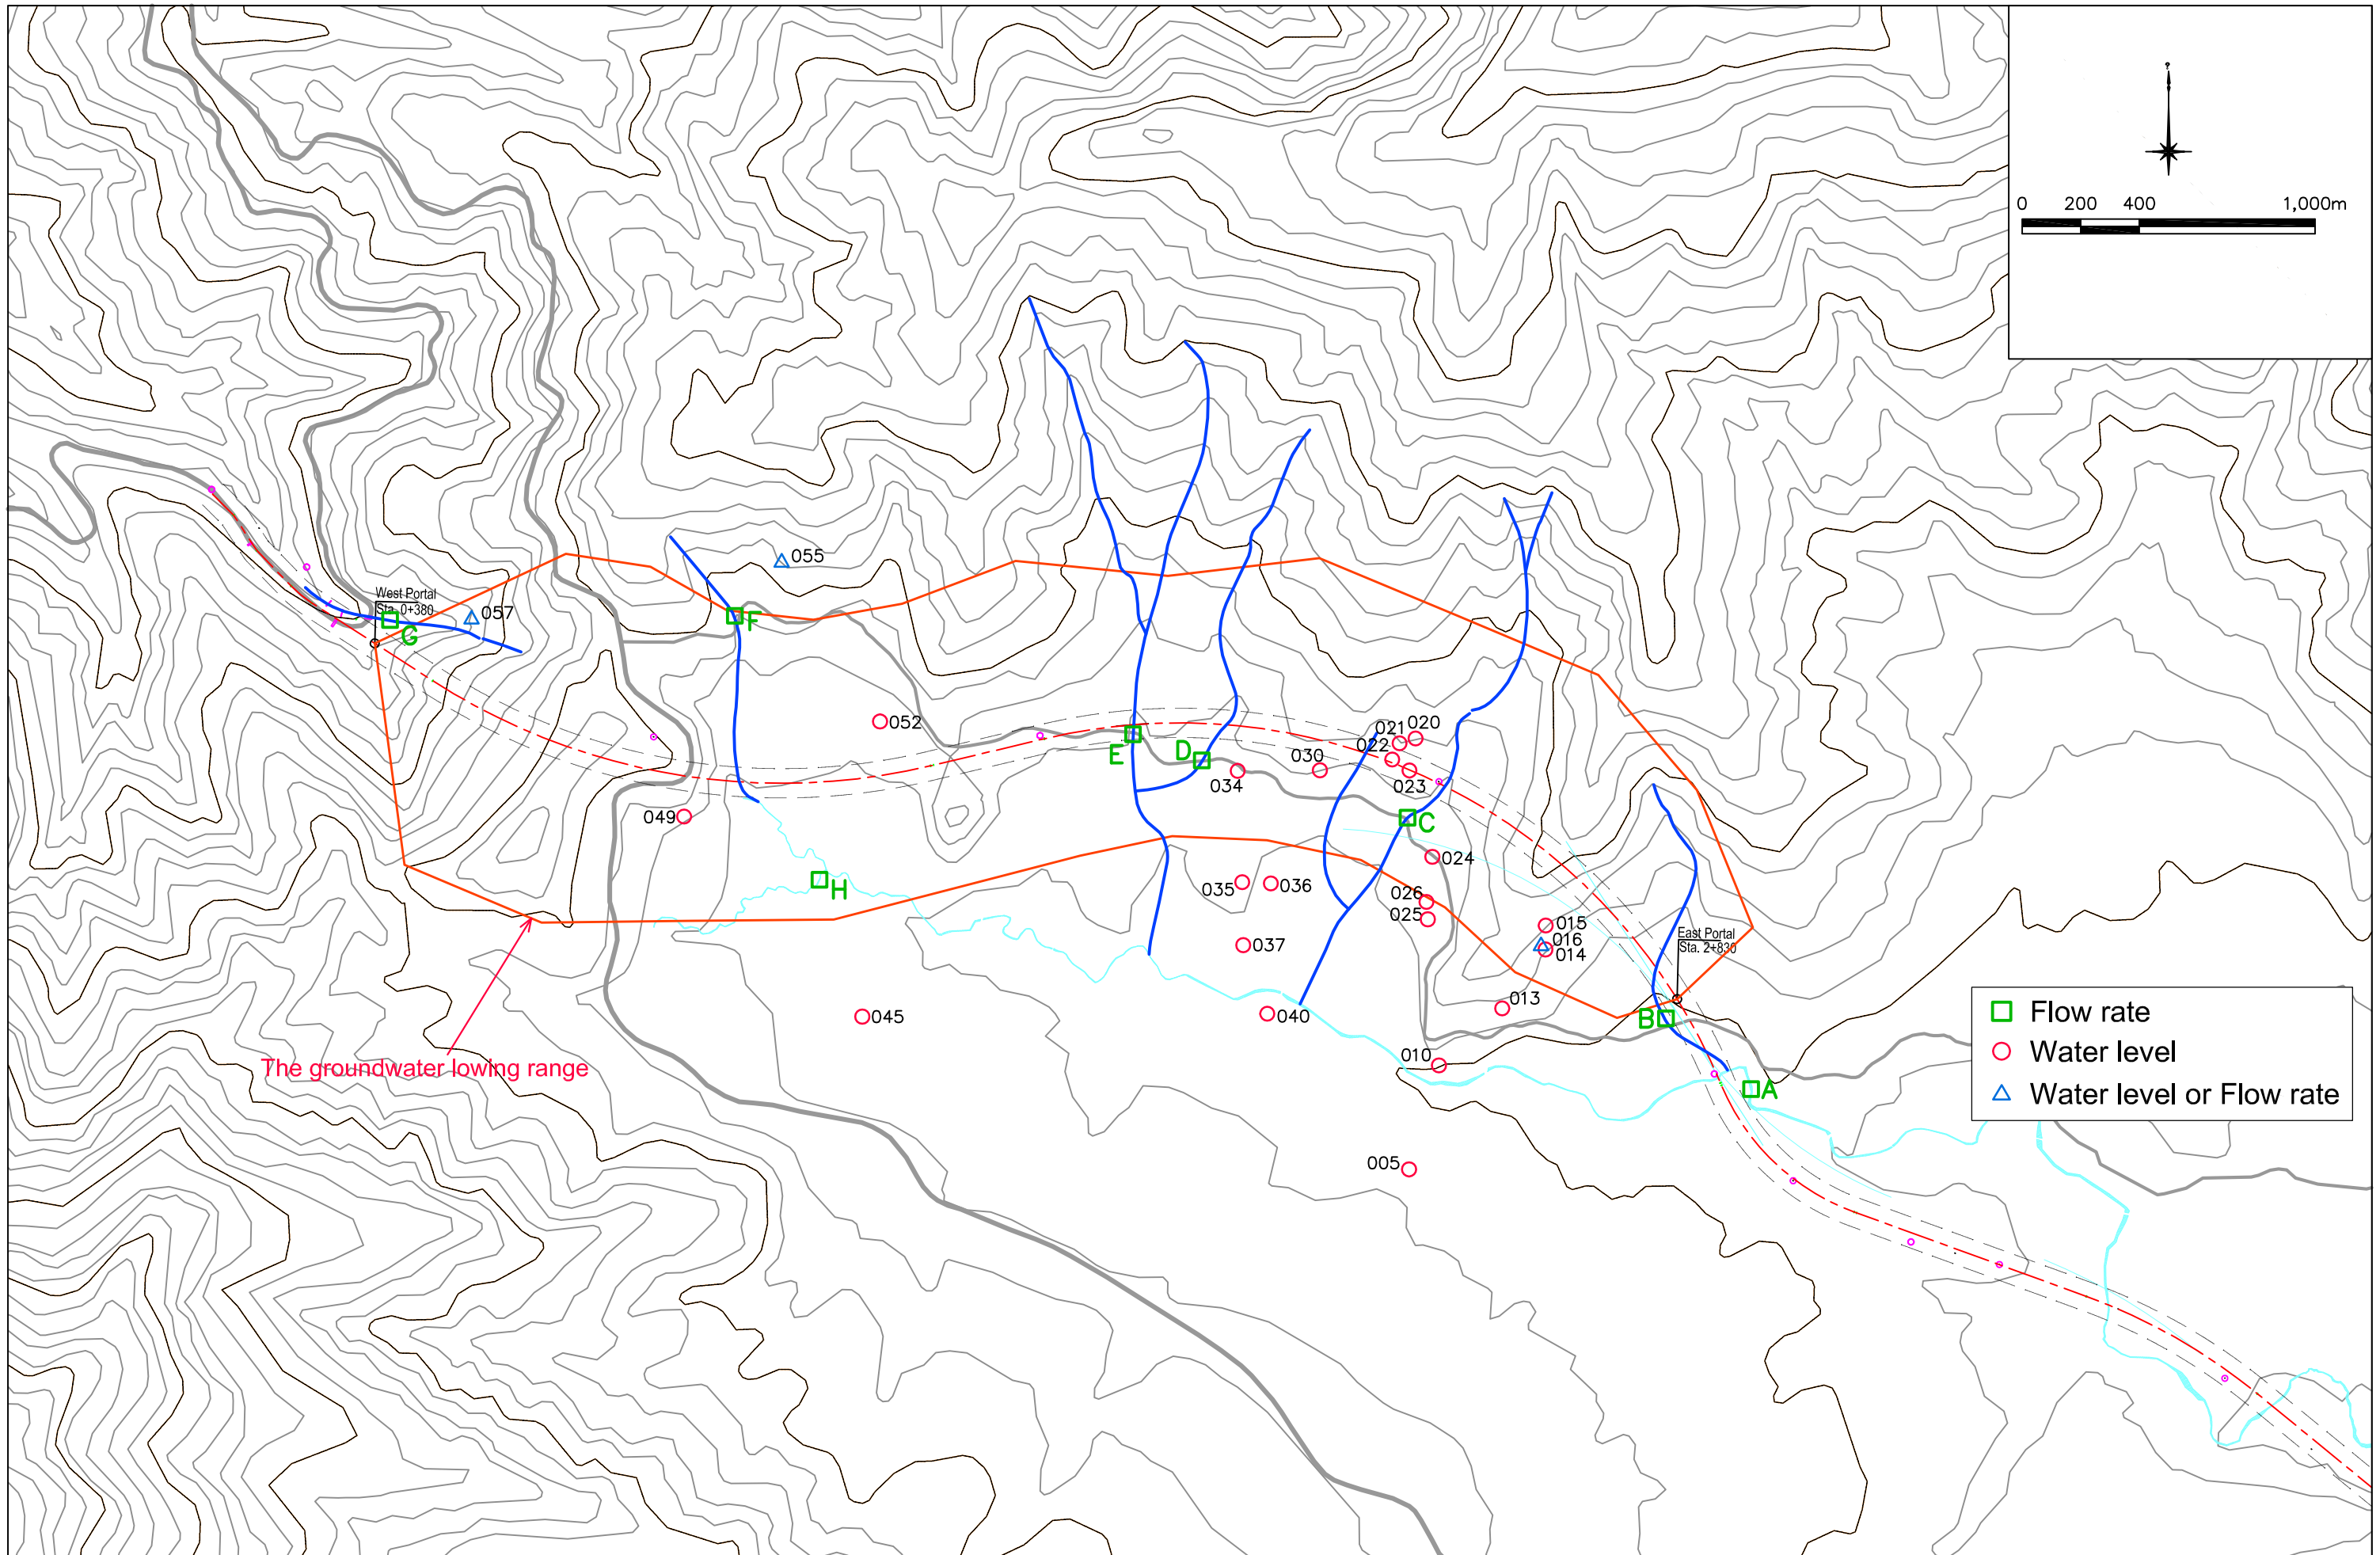 0 200 400 1,000m
055
West Portal
Sta. 0+380
057
F
G
052
020
021
E
D
022
030
034
023
C
049
024
H
035
036
026
025
015
016
014
East Portal
Sta. 2+830
037
013
045
040
B
010
The groundwater lowing range
A
005
Flow rate
Water level
Water level or Flow rate